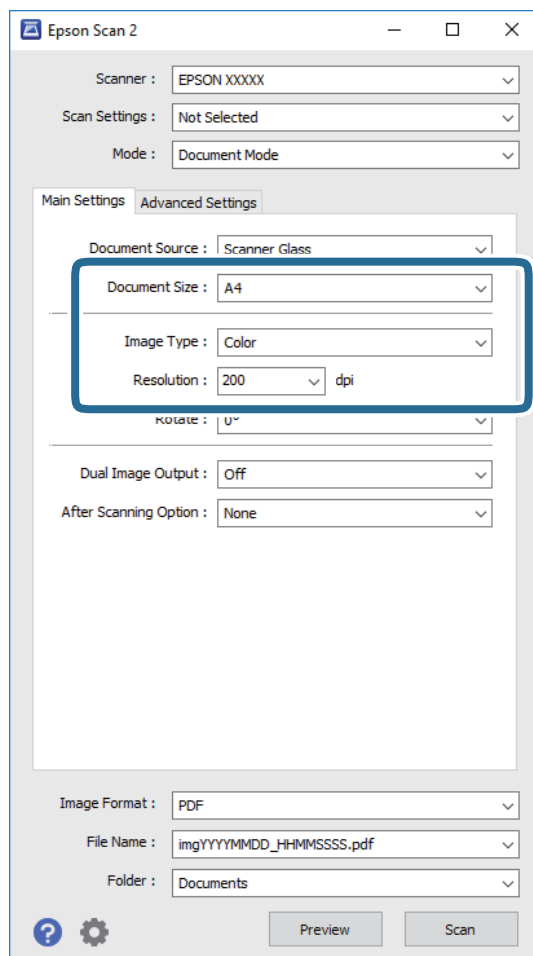 Epson Scan 2
Scanner : EPSON XXXXX
Scan Settings : Not Selected
Mode : Document Mode
Main Settings Advanced Settings
Document Source : Scanner Glass
Document Size : A4
Image Type : Color
Resolution : 200 dpi
Rotate : 0°
Dual Image Output : Off
After Scanning Option : None
Image Format : PDF
File Name : imgYYYYMMDD_HHMMSSSS.pdf
Folder : Documents
? Preview Scan